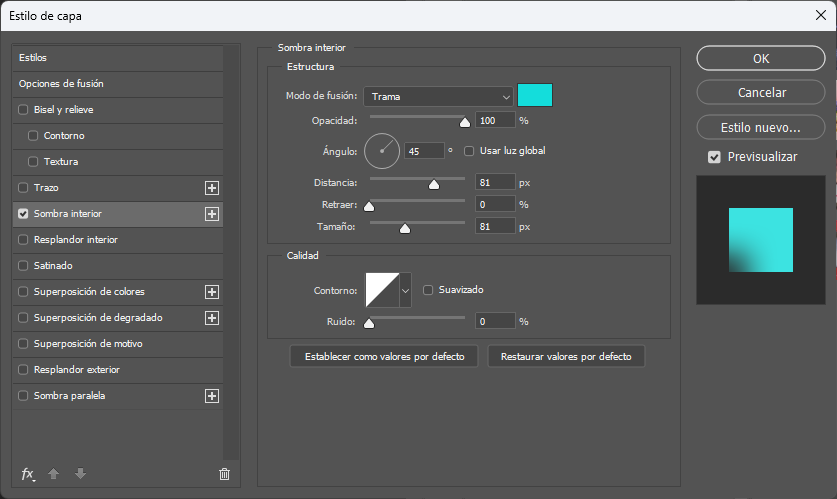 Estilo de capa
Estilos
Opciones de fusión
Bisel y relieve
Contorno
Textura
Trazo
Sombra interior
Resplandor interior
Satinado
Superposición de colores
Superposición de degradado
Superposición de motivo
Resplandor exterior
Sombra paralela
fx
Sombra interior
Estructura
Modo de fusión: Trama
Opacidad: 100 %
Ángulo: 45 ° Usar luz global
Distancia: 81 px
Retraer: 0 %
Tamaño: 81 px
Calidad
Contorno: Suavizado
Ruido: 0 %
Establecer como valores por defecto Restaurar valores por defecto
OK
Cancelar
Estilo nuevo...
Previsualizar